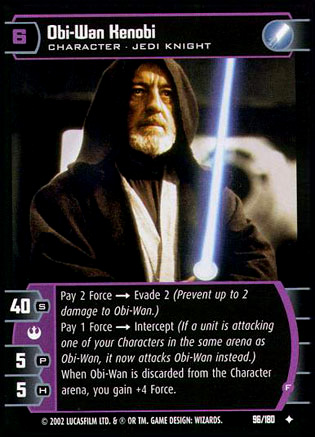 6
Obi-Wan Kenobi
CHARACTER · JEDI KNIGHT
40 S
5 P
5 H
Pay 2 Force → Evade 2 (Prevent up to 2
damage to Obi-Wan.)
Pay 1 Force → Intercept (If a unit is attacking
one of your Characters in the same arena as
Obi-Wan, it now attacks Obi-Wan instead.)
When Obi-Wan is discarded from the Character
arena, you gain +4 Force.
F
© 2002 LUCASFILM LTD. & ® OR TM. GAME DESIGN: WIZARDS.
96/180